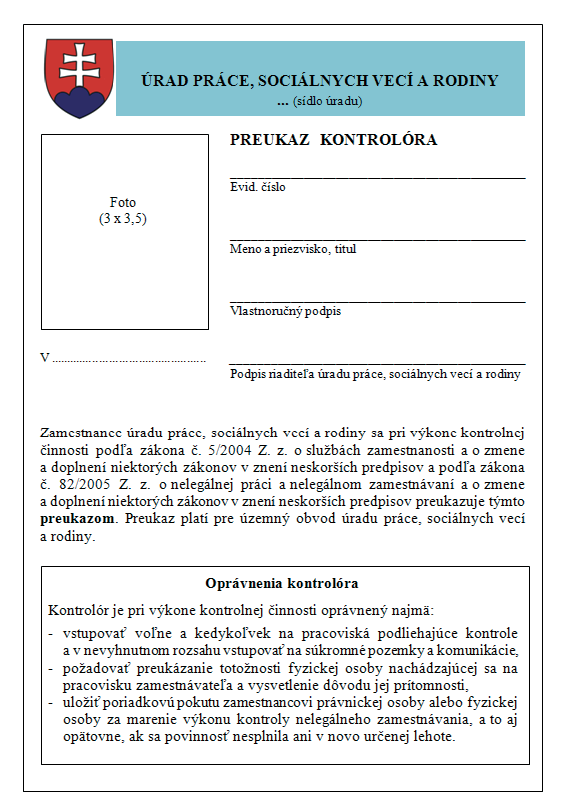 ÚRAD PRÁCE, SOCIÁLNYCH VECÍ A RODINY
... (sídlo úradu)
PREUKAZ KONTROLÓRA
Evid. číslo
Foto
(3 x 3,5)
Meno a priezvisko, titul
Vlastnoručný podpis
V .................................................
Podpis riaditeľa úradu práce, sociálnych vecí a rodiny
Zamestnanec úradu práce, sociálnych vecí a rodiny sa pri výkone kontrolnej
činnosti podľa zákona č. 5/2004 Z. z. o službách zamestnanosti a o zmene
a doplnení niektorých zákonov v znení neskorších predpisov a podľa zákona
č. 82/2005 Z. z. o nelegálnej práci a nelegálnom zamestnávaní a o zmene
a doplnení niektorých zákonov v znení neskorších predpisov preukazuje týmto
preukazom. Preukaz platí pre územný obvod úradu práce, sociálnych vecí
a rodiny.
Oprávnenia kontrolóra
Kontrolór je pri výkone kontrolnej činnosti oprávnený najmä:
- vstupovať voľne a kedykoľvek na pracoviská podliehajúce kontrole
a v nevyhnutnom rozsahu vstupovať na súkromné pozemky a komunikácie,
- požadovať preukázanie totožnosti fyzickej osoby nachádzajúcej sa na
pracovisku zamestnávateľa a vysvetlenie dôvodu jej prítomnosti,
- uložiť poriadkovú pokutu zamestnancovi právnickej osoby alebo fyzickej
osoby za marenie výkonu kontroly nelegálneho zamestnávania, a to aj
opätovne, ak sa povinnosť nesplnila ani v novo určenej lehote.